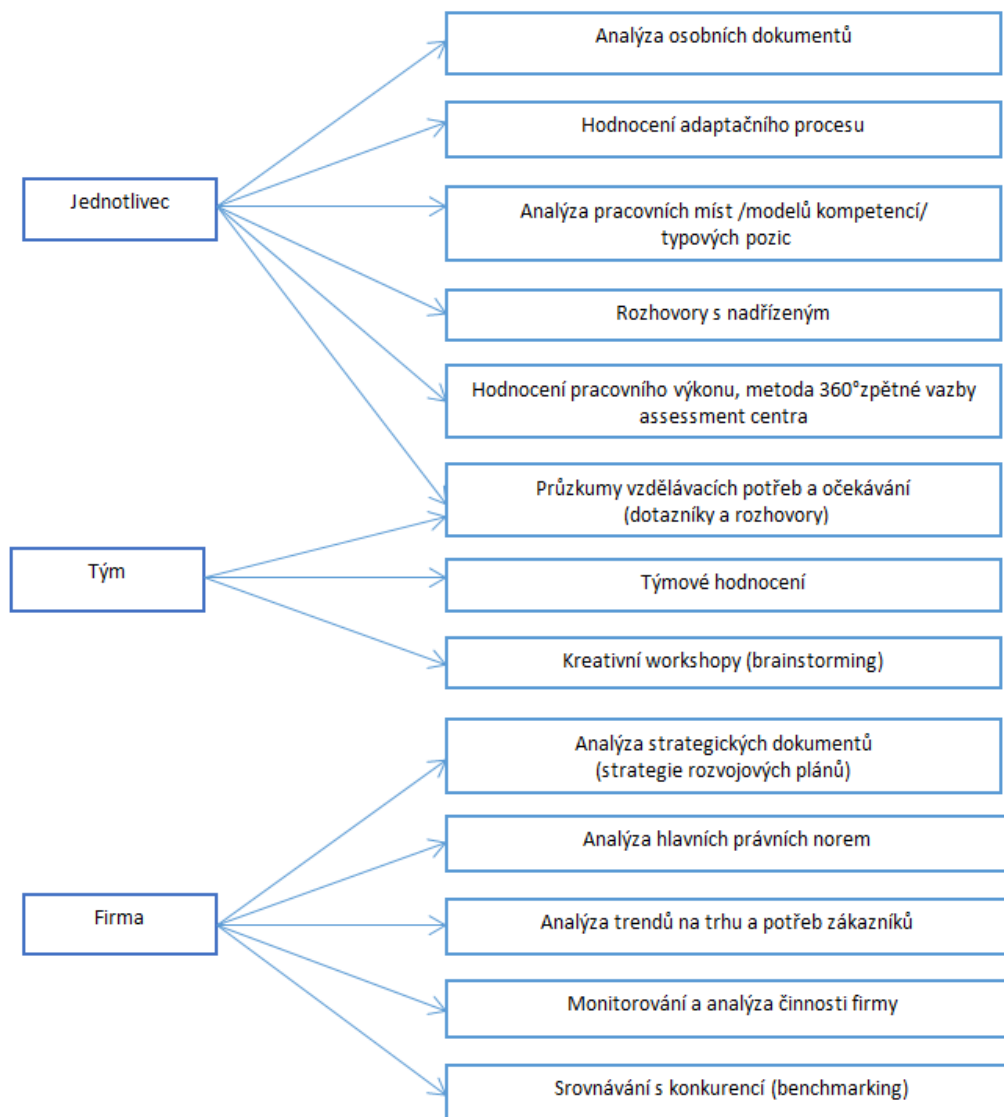 Analýza osobních dokumentů
Hodnocení adaptačního procesu
Jednotlivec
Analýza pracovních míst /modelů kompetencí/
typových pozic
Rozhovory s nadřízeným
Hodnocení pracovního výkonu, metoda 360°zpětné vazby
assessment centra
Průzkumy vzdělávacích potřeb a očekávání
(dotazníky a rozhovory)
Tým
Týmové hodnocení
Kreativní workshopy (brainstorming)
Analýza strategických dokumentů
(strategie rozvojových plánů)
Analýza hlavních právních norem
Firma
Analýza trendů na trhu a potřeb zákazníků
Monitorování a analýza činnosti firmy
Srovnávání s konkurencí (benchmarking)